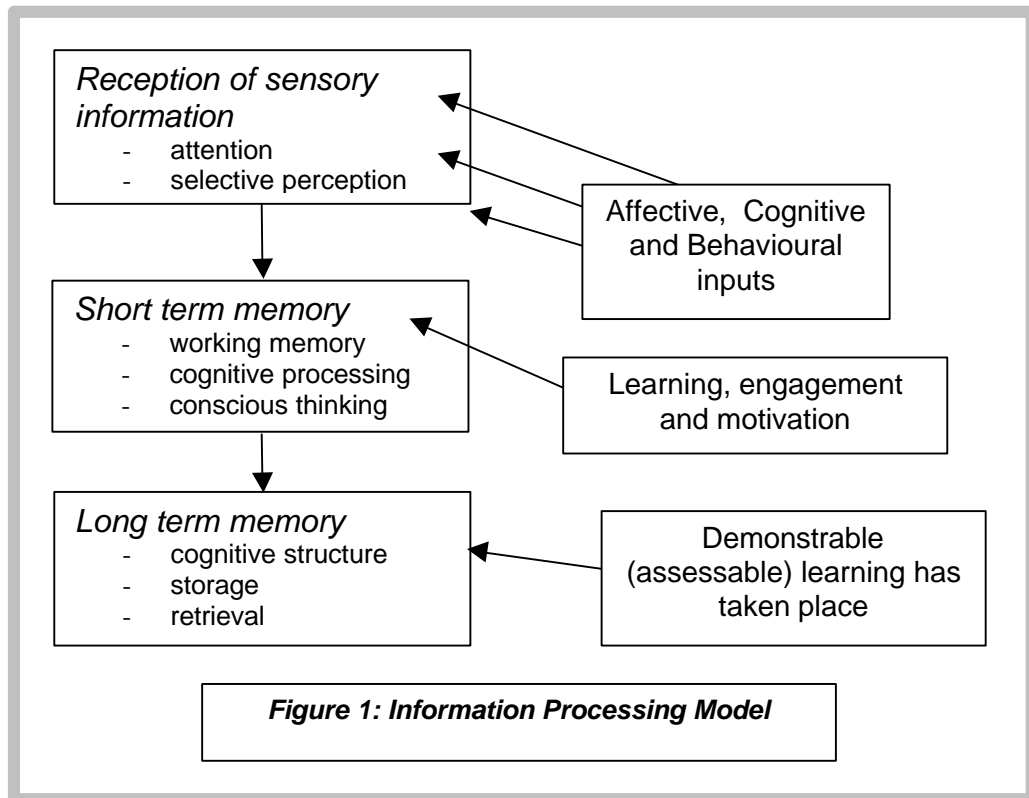 Reception of sensory
information
- attention
- selective perception
Affective, Cognitive
and Behavioural
inputs
Short term memory
- working memory
- cognitive processing
- conscious thinking
Learning, engagement
and motivation
Long term memory
- cognitive structure
- storage
- retrieval
Demonstrable
(assessable) learning has
taken place
Figure 1: Information Processing Model